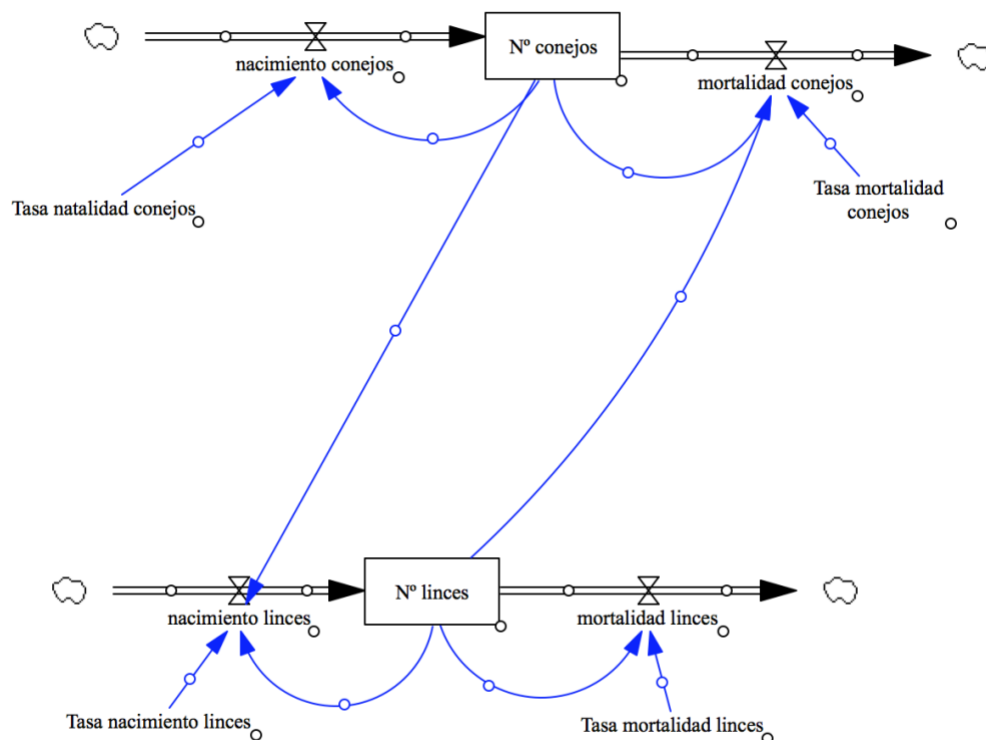 Nº conejos
nacimiento conejos
mortalidad conejos
Tasa natalidad conejos
Tasa mortalidad
conejos
Nº linces
nacimiento linces
mortalidad linces
Tasa nacimiento linces
Tasa mortalidad linces